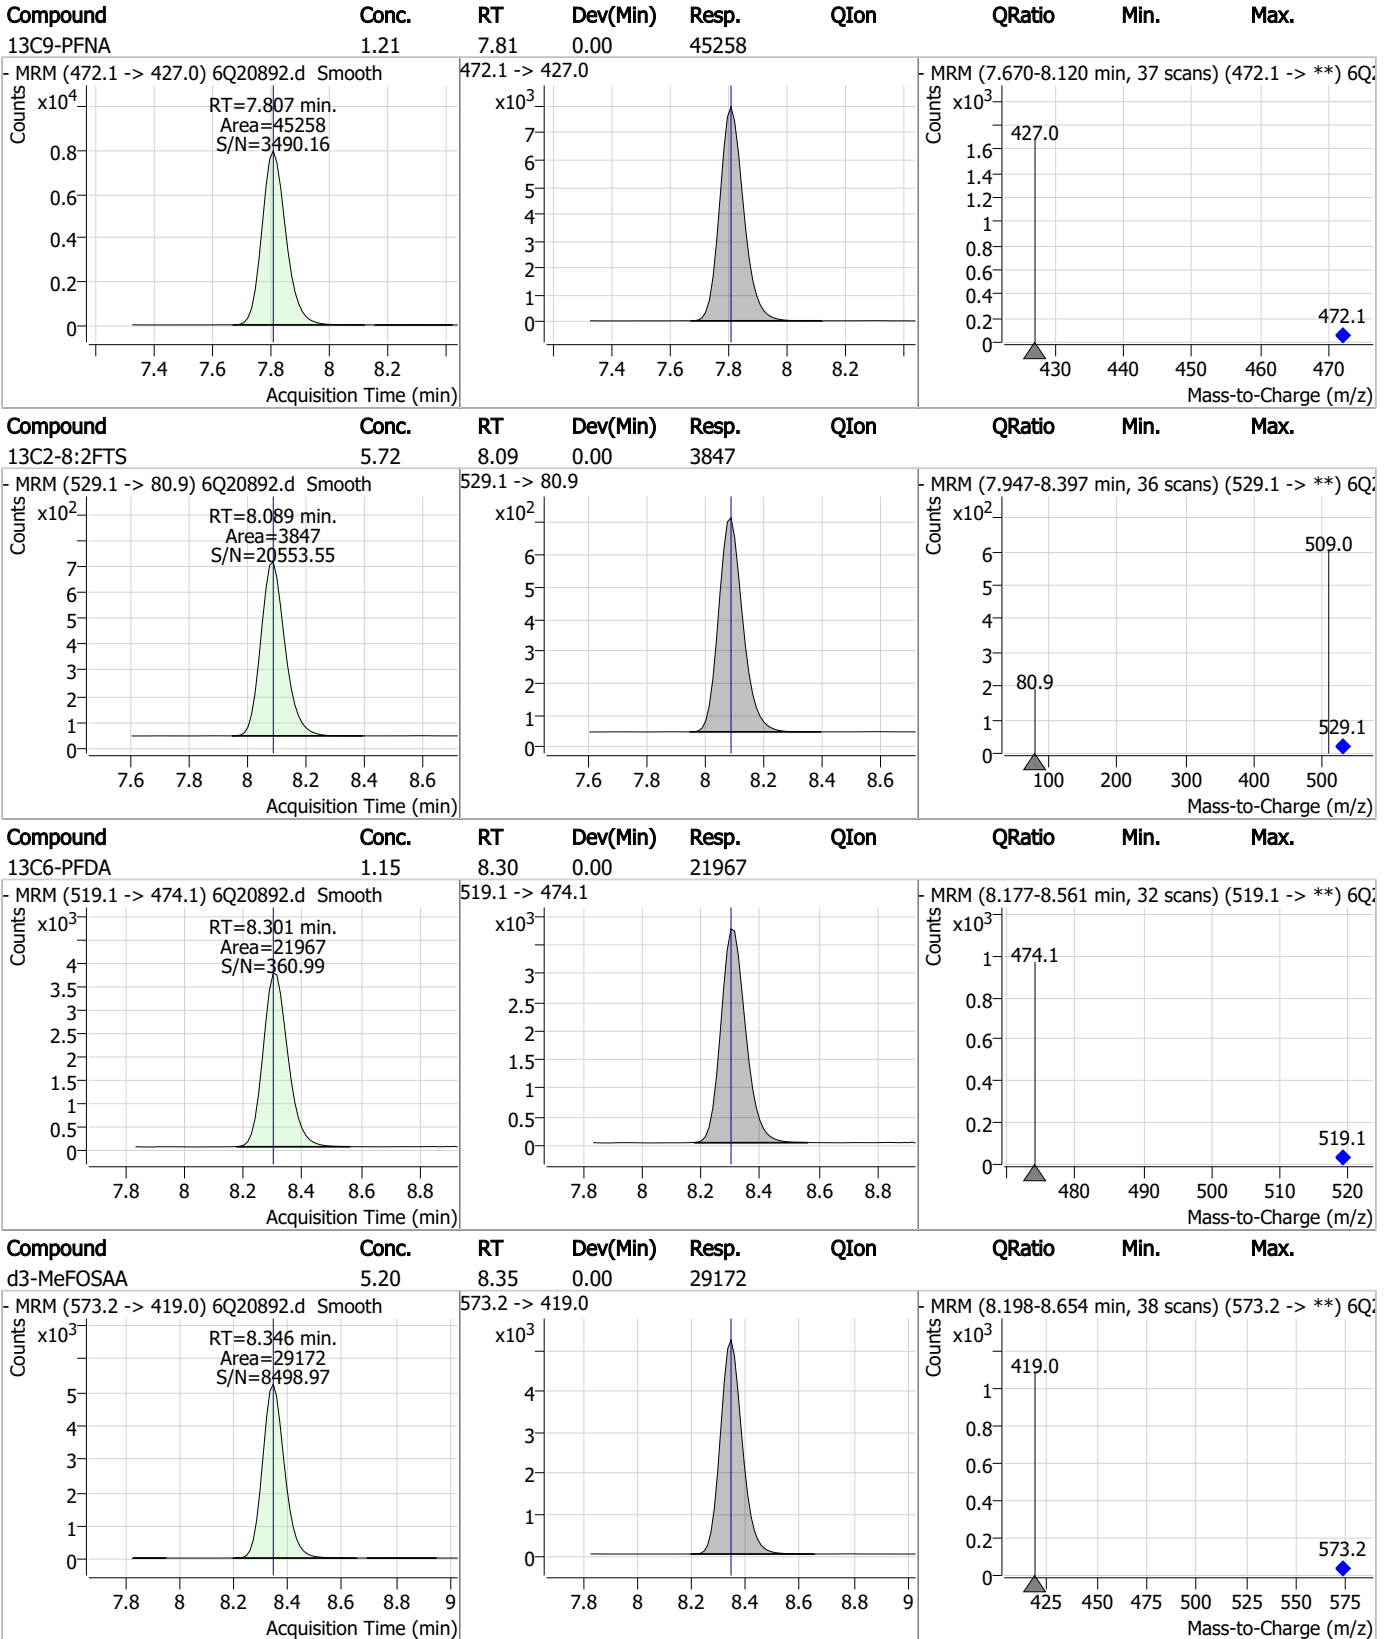 Compound Conc. RT Dev(Min) Resp. QIon QRatio Min. Max.
13C9-PFNA 1.21 7.81 0.00 45258
- MRM (472.1 -> 427.0) 6Q20892.d Smooth 472.1 -> 427.0 - MRM (7.670-8.120 min, 37 scans) (472.1 -> **) 6Q2
Counts x10^4 0.8 0.6 0.4 0.2 0
RT=7.807 min.
Area=45258
S/N=3490.16
7.4 7.6 7.8 8 8.2
Acquisition Time (min)
x10^3 7 6 5 4 3 2 1 0
7.4 7.6 7.8 8 8.2
Counts x10^3 1.6 1.4 1.2 1 0.8 0.6 0.4 0.2 0
427.0
472.1
430 440 450 460 470
Mass-to-Charge (m/z)
Compound Conc. RT Dev(Min) Resp. QIon QRatio Min. Max.
13C2-8:2FTS 5.72 8.09 0.00 3847
- MRM (529.1 -> 80.9) 6Q20892.d Smooth 529.1 -> 80.9 - MRM (7.947-8.397 min, 36 scans) (529.1 -> **) 6Q2
Counts x10^2 7 6 5 4 3 2 1 0
RT=8.089 min.
Area=3847
S/N=20553.55
7.6 7.8 8 8.2 8.4 8.6
Acquisition Time (min)
x10^2 6 5 4 3 2 1 0
7.6 7.8 8 8.2 8.4 8.6
Counts x10^2 6 5 4 3 2 1 0
509.0
80.9
529.1
100 200 300 400 500
Mass-to-Charge (m/z)
Compound Conc. RT Dev(Min) Resp. QIon QRatio Min. Max.
13C6-PFDA 1.15 8.30 0.00 21967
- MRM (519.1 -> 474.1) 6Q20892.d Smooth 519.1 -> 474.1 - MRM (8.177-8.561 min, 32 scans) (519.1 -> **) 6Q2
Counts x10^3 4 3.5 3 2.5 2 1.5 1 0.5 0
RT=8.301 min.
Area=21967
S/N=360.99
7.8 8 8.2 8.4 8.6 8.8
Acquisition Time (min)
x10^3 3 2.5 2 1.5 1 0.5 0
7.8 8 8.2 8.4 8.6 8.8
Counts x10^3 1 0.8 0.6 0.4 0.2 0
474.1
519.1
480 490 500 510 520
Mass-to-Charge (m/z)
Compound Conc. RT Dev(Min) Resp. QIon QRatio Min. Max.
d3-MeFOSAA 5.20 8.35 0.00 29172
- MRM (573.2 -> 419.0) 6Q20892.d Smooth 573.2 -> 419.0 - MRM (8.198-8.654 min, 38 scans) (573.2 -> **) 6Q2
Counts x10^3 5 4 3 2 1 0
RT=8.346 min.
Area=29172
S/N=8498.97
7.8 8 8.2 8.4 8.6 8.8 9
Acquisition Time (min)
x10^3 4 3 2 1 0
7.8 8 8.2 8.4 8.6 8.8 9
Counts x10^3 1 0.8 0.6 0.4 0.2 0
419.0
573.2
425 450 475 500 525 550 575
Mass-to-Charge (m/z)